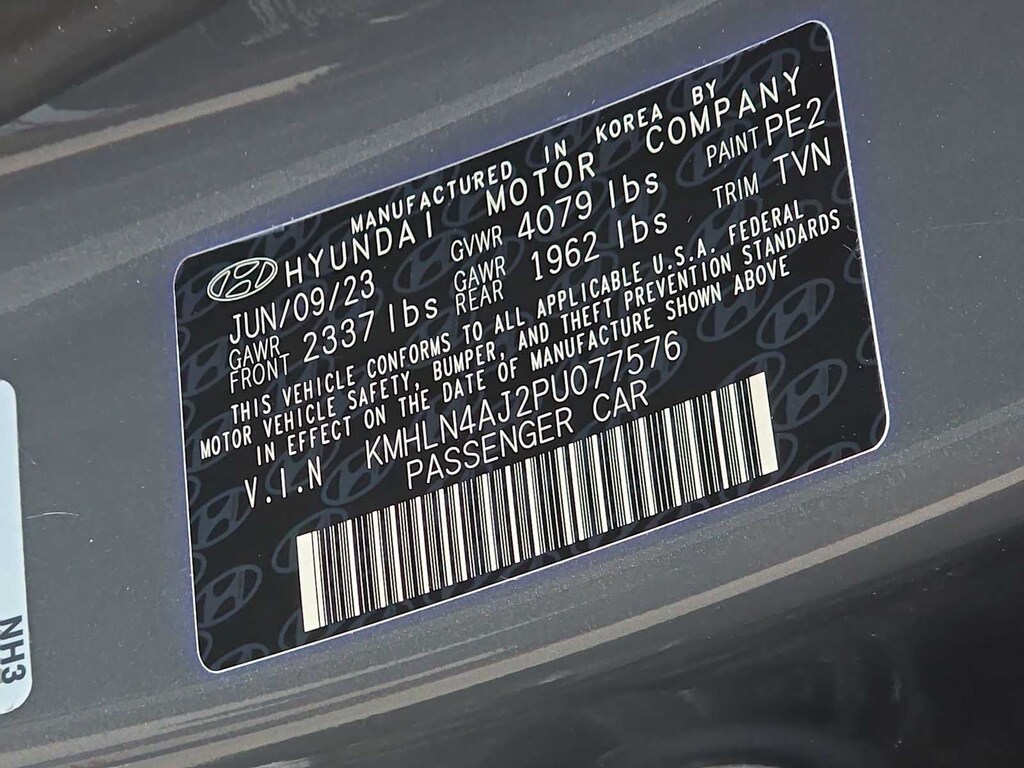 MANUFACTURED IN KOREA BY
HYUNDAI MOTOR COMPANY
JUN/09/23 GVWR 4079 lbs PAINT PE2
GAWR FRONT 2337 lbs GAWR REAR 1962 lbs TRIM TVN
THIS VEHICLE CONFORMS TO ALL APPLICABLE U.S.A. FEDERAL
MOTOR VEHICLE SAFETY, BUMPER, AND THEFT PREVENTION STANDARDS
IN EFFECT ON THE DATE OF MANUFACTURE SHOWN ABOVE
V.I.N KMHLN4AJ2PU077576
PASSENGER CAR
NH3